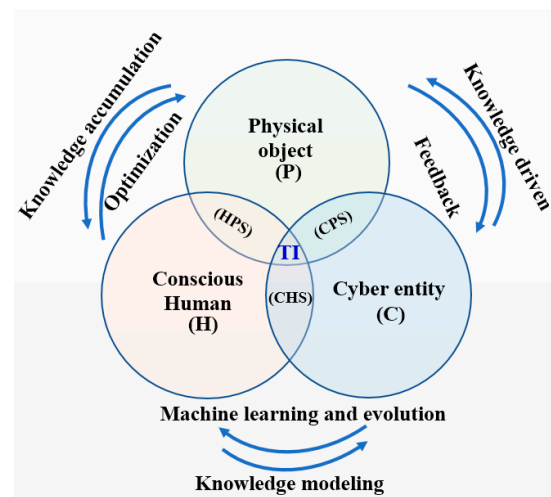 Knowledge accumulation
Optimization
Knowledge driven
Feedback
Physical
object
(P)
(HPS)
(CPS)
TI
(CHS)
Conscious
Human
(H)
Cyber entity
(C)
Machine learning and evolution
Knowledge modeling